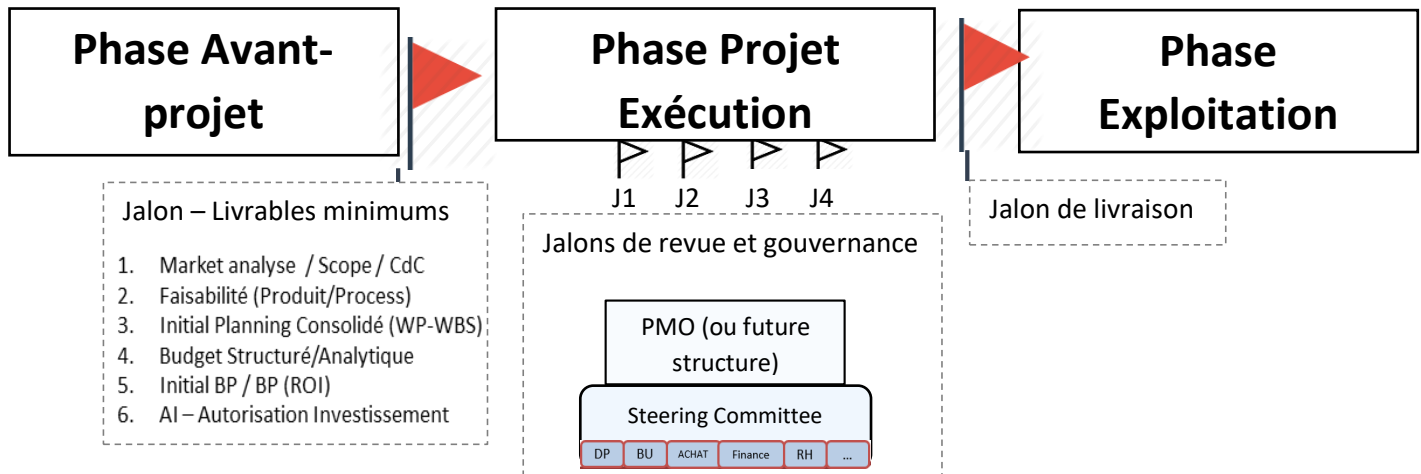 Phase Avant-
projet
Phase Projet
Exécution
Phase
Exploitation
Jalon – Livrables minimums
1. Market analyse / Scope / CdC
2. Faisabilité (Produit/Process)
3. Initial Planning Consolidé (WP-WBS)
4. Budget Structuré/Analytique
5. Initial BP / BP (ROI)
6. AI – Autorisation Investissement
J1 J2 J3 J4
Jalons de revue et gouvernance
PMO (ou future
structure)
Steering Committee
DP BU ACHAT Finance RH ...
Jalon de livraison